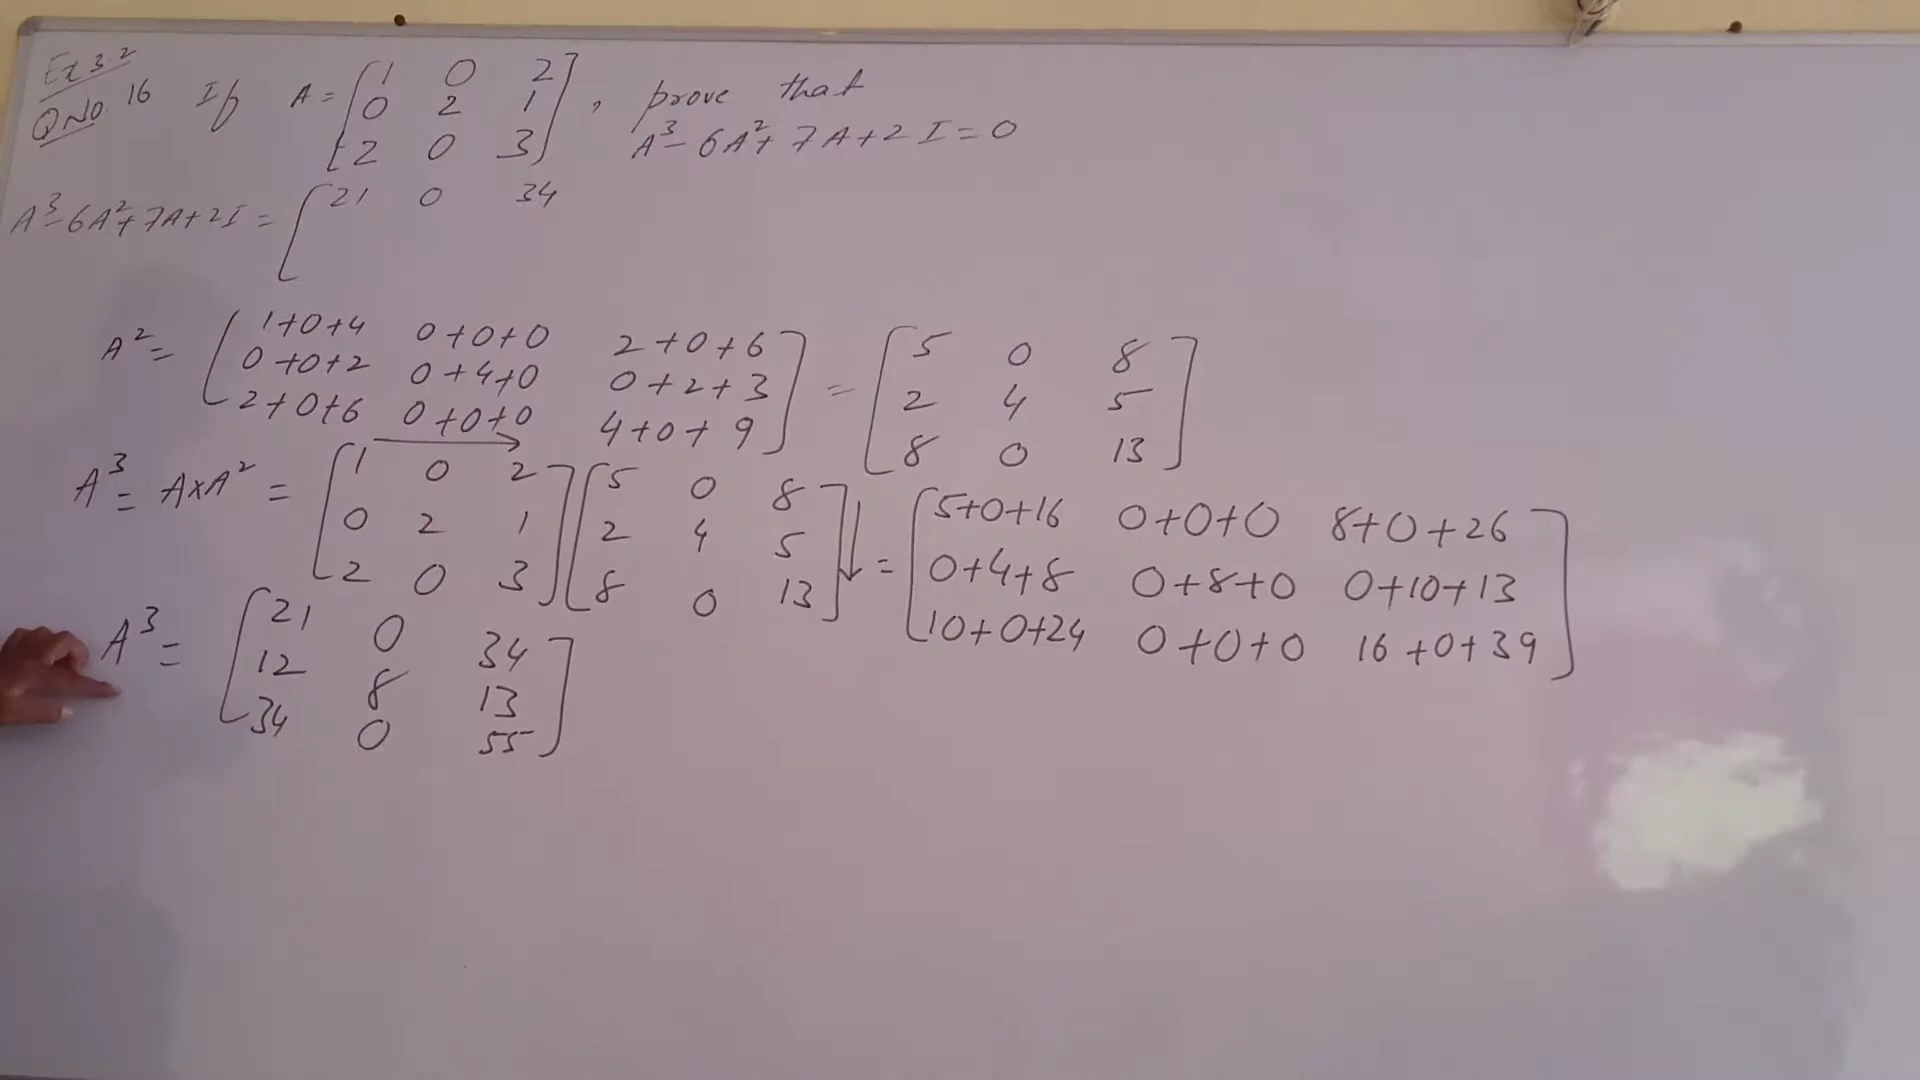 Ex 3.2
Q No. 16 If A = [1 0 2
0 2 1
2 0 3] , prove that
A³ - 6A² + 7A + 2I = 0
A³ - 6A² + 7A + 2I = [21 0 34
A² = [1+0+4 0+0+0 2+0+6
0+0+2 0+4+0 0+2+3
2+0+6 0+0+0 4+0+9] = [5 0 8
2 4 5
8 0 13]
A³ = A×A² = [1 0 2
0 2 1
2 0 3] [5 0 8
2 4 5
8 0 13] = [5+0+16 0+0+0 8+0+26
0+4+8 0+8+0 0+10+13
10+0+24 0+0+0 16+0+39]
A³ = [21 0 34
12 8 13
34 0 55]